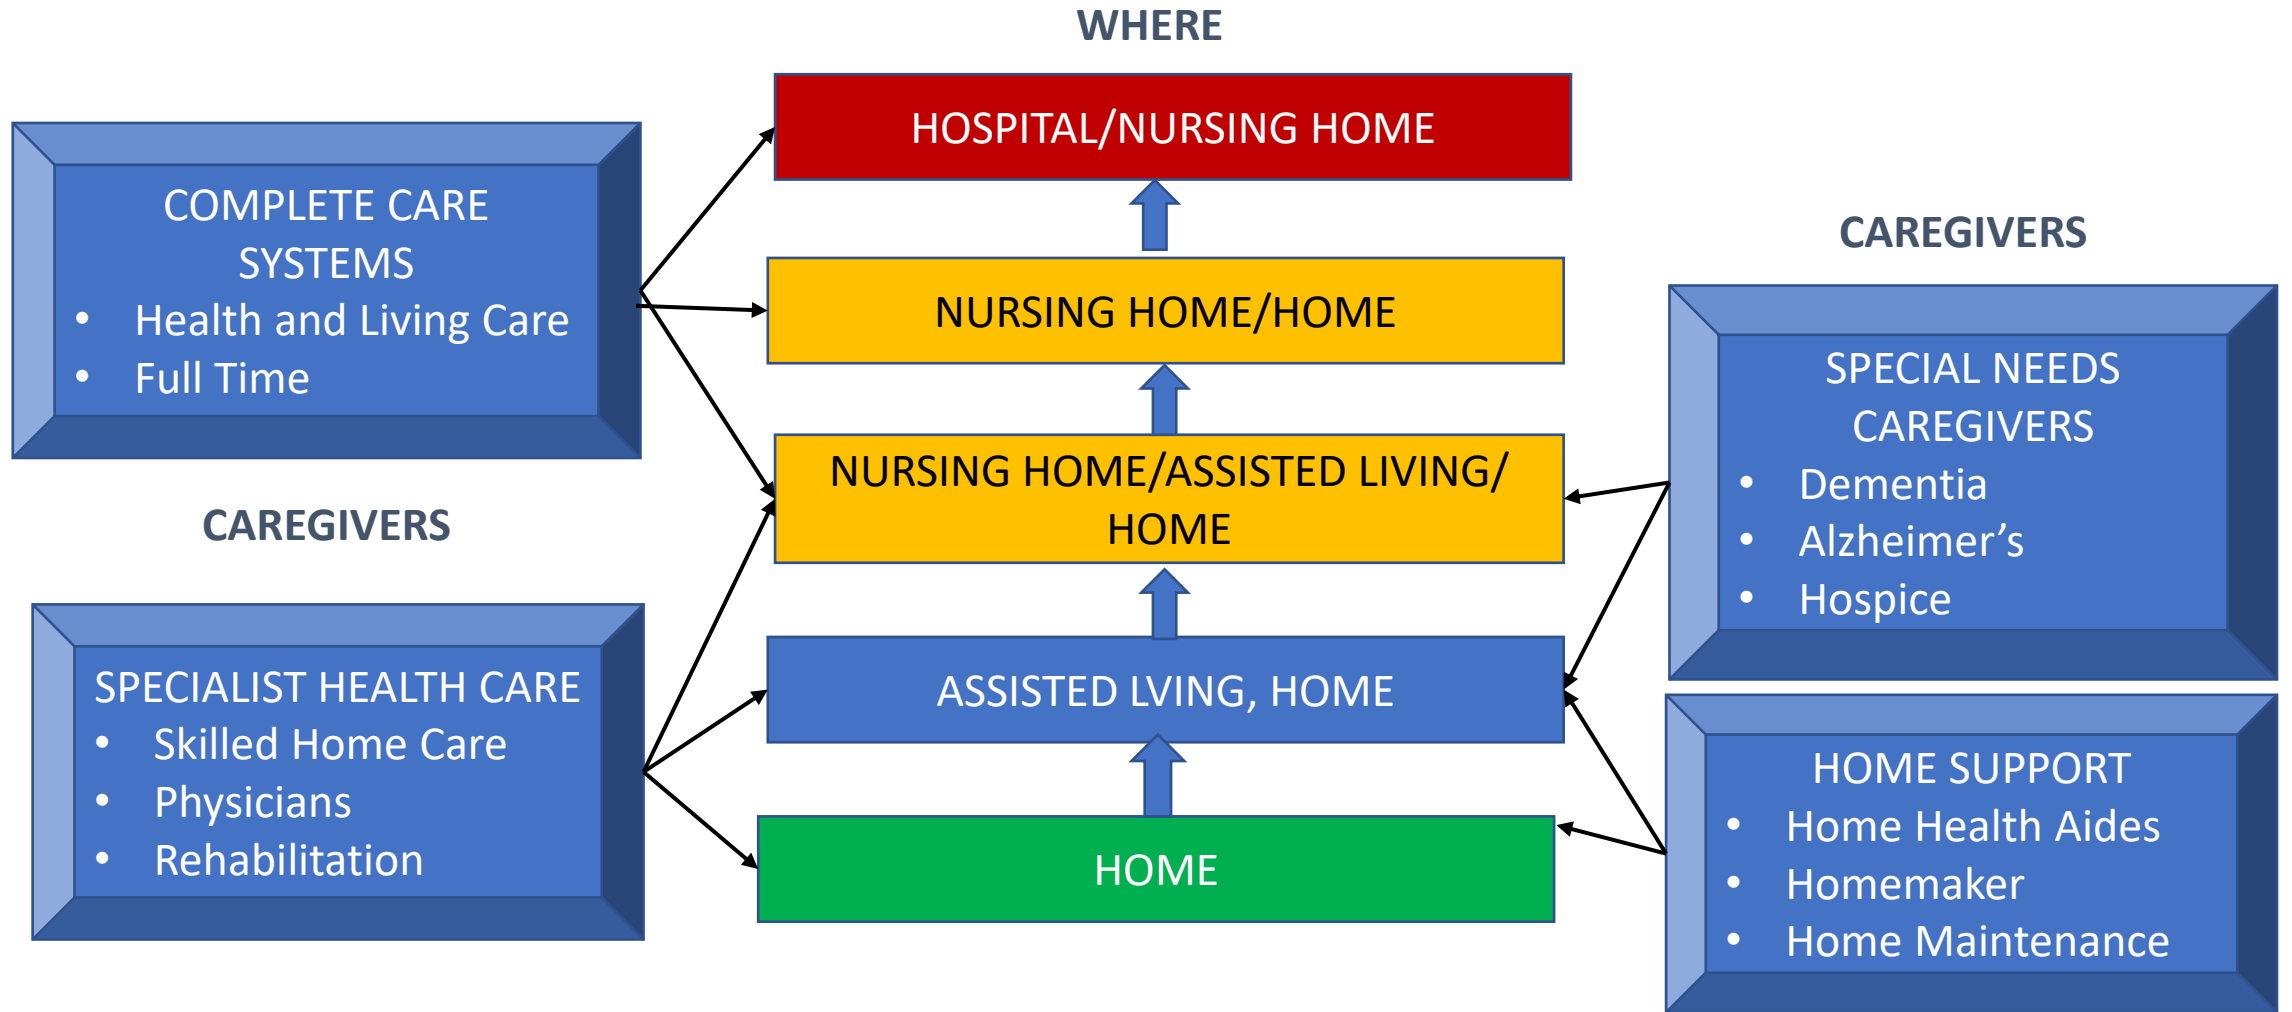 WHERE
HOSPITAL/NURSING HOME
COMPLETE CARE
SYSTEMS
• Health and Living Care
• Full Time
CAREGIVERS
NURSING HOME/HOME
SPECIAL NEEDS
CAREGIVERS
• Dementia
• Alzheimer’s
• Hospice
NURSING HOME/ASSISTED LIVING/
HOME
CAREGIVERS
SPECIALIST HEALTH CARE
• Skilled Home Care
• Physicians
• Rehabilitation
ASSISTED LVING, HOME
HOME SUPPORT
• Home Health Aides
• Homemaker
• Home Maintenance
HOME